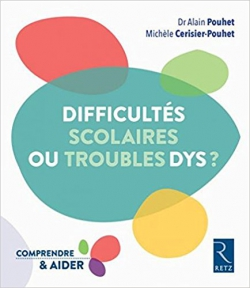 Dr Alain Pouhet
Michèle Cerisier-Pouhet
DIFFICULTÉS
SCOLAIRES
OU TROUBLES DYS ?
COMPRENDRE
& AIDER
RETZ